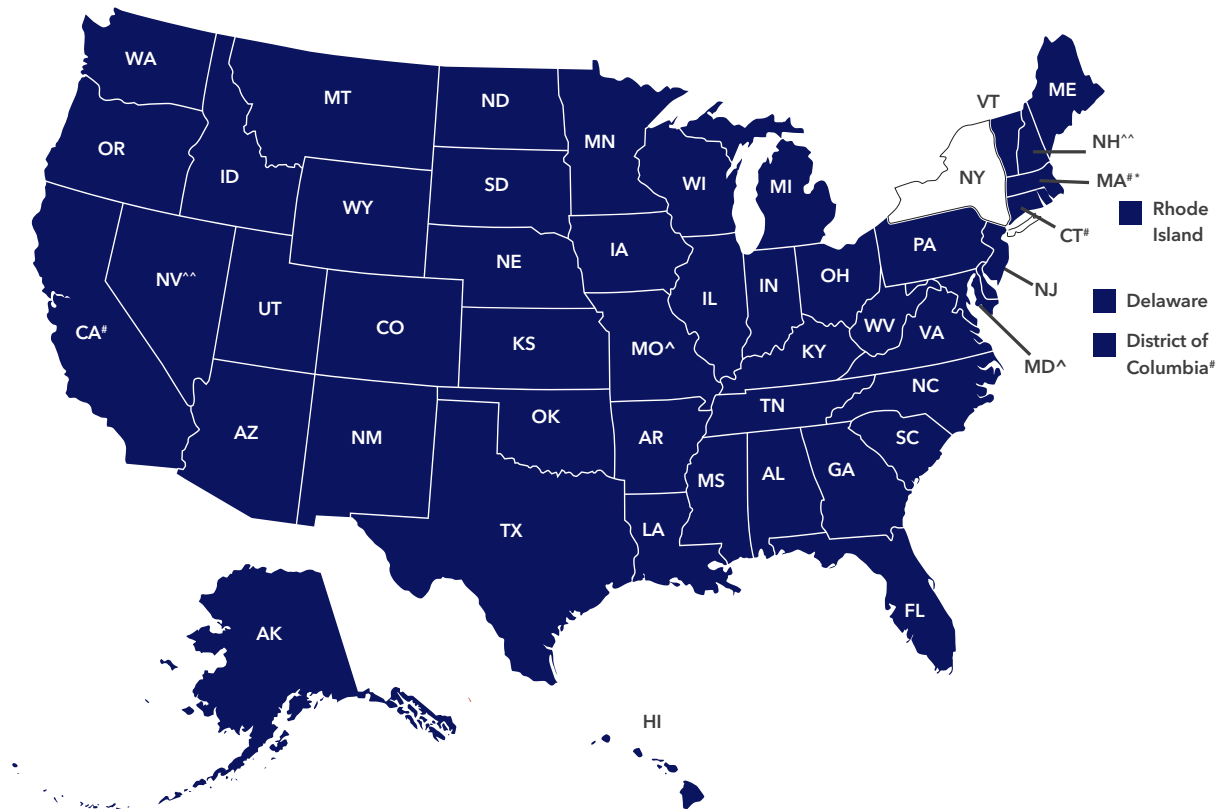 WA
MT
ND
MN
VT
ME
OR
ID
SD
WI
MI
NY
NH^^
MA#*
WY
Rhode
Island
CT#
NE
IA
PA
NV^^
UT
CO
IL
IN
OH
NJ
Delaware
CA#
KS
MO^
KY
WV
VA
District of
Columbia#
MD^
AZ
NM
OK
AR
TN
NC
SC
MS
AL
GA
TX
LA
FL
AK
HI